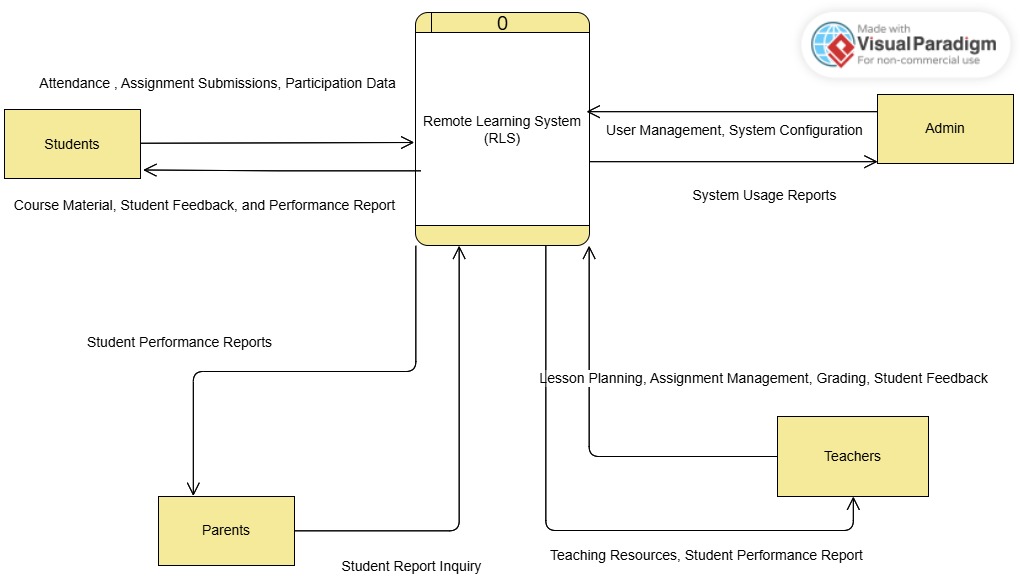 0
Made with
Visual Paradigm
For non-commercial use
Attendance , Assignment Submissions, Participation Data
Remote Learning System
(RLS)
Students
Admin
User Management, System Configuration
System Usage Reports
Course Material, Student Feedback, and Performance Report
Student Performance Reports
Lesson Planning, Assignment Management, Grading, Student Feedback
Teachers
Parents
Teaching Resources, Student Performance Report
Student Report Inquiry